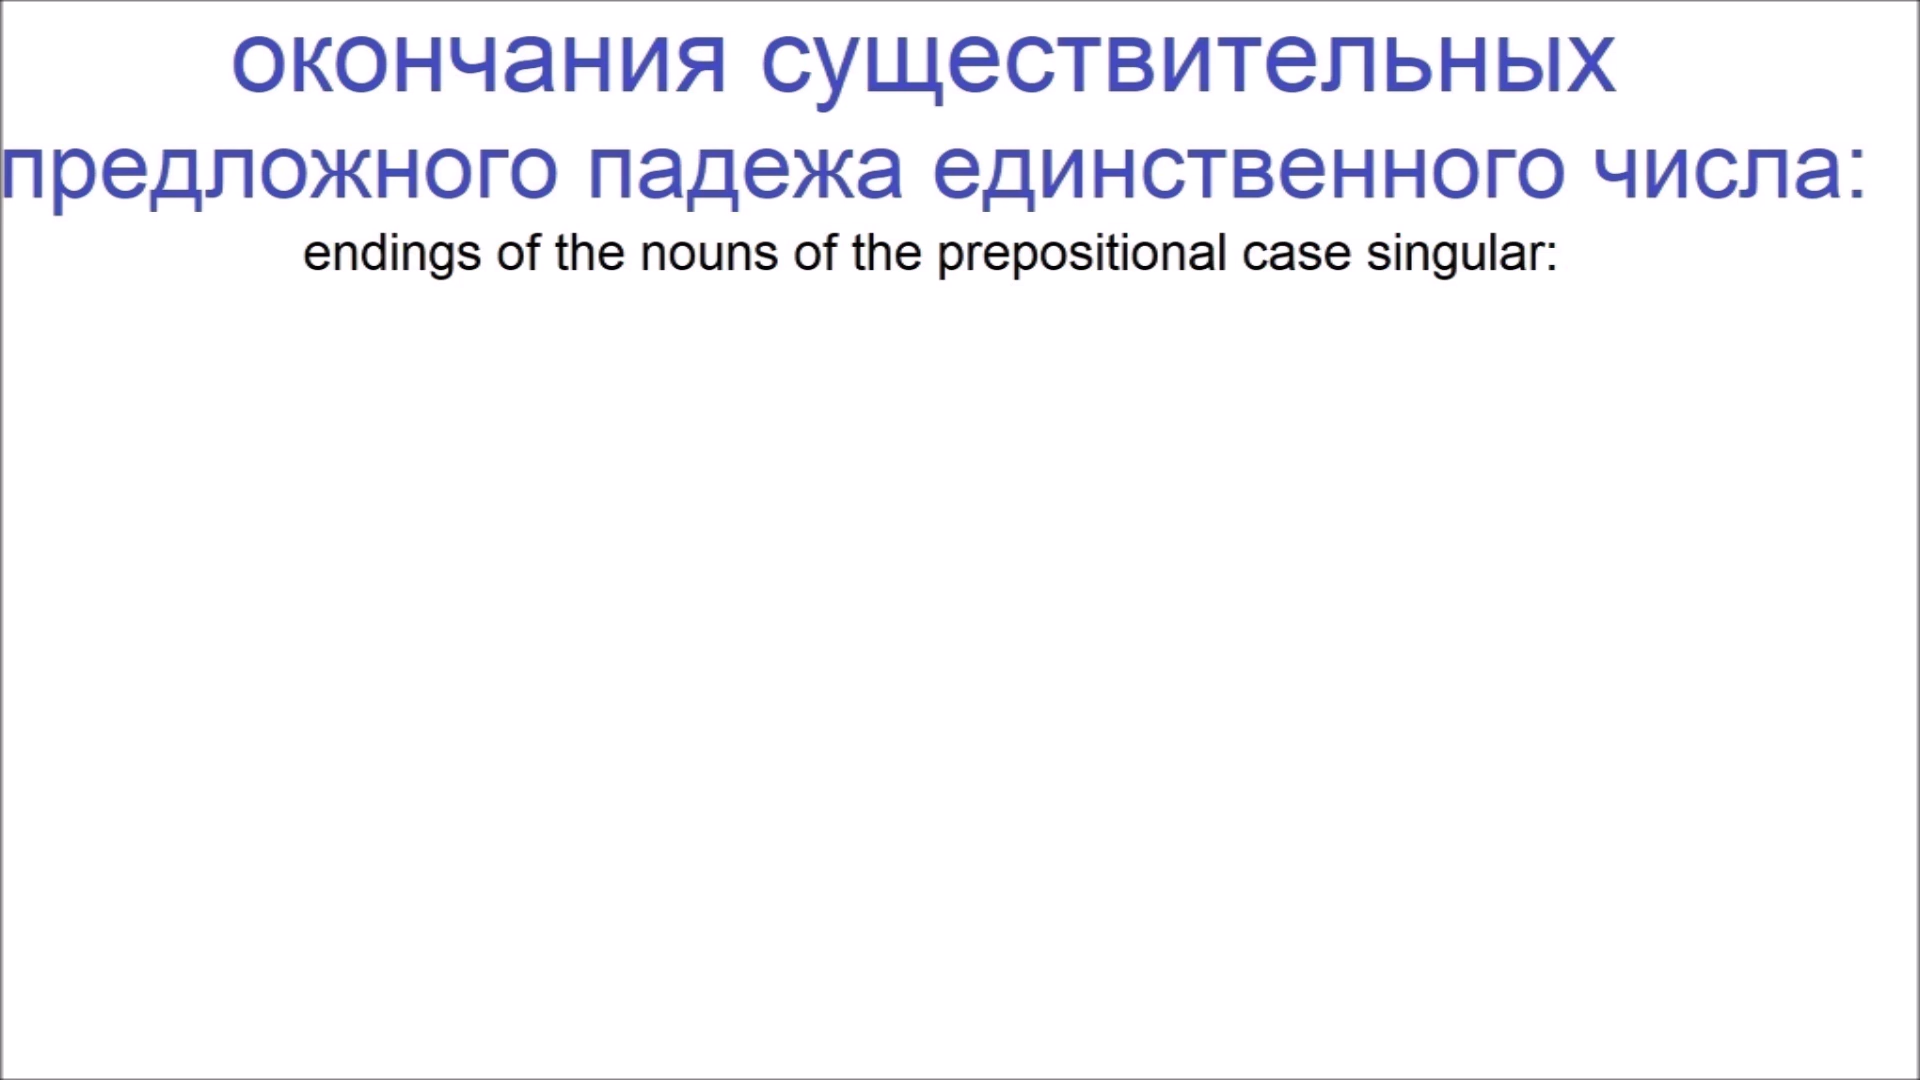 окончания существительных
предложного падежа единственного числа:
endings of the nouns of the prepositional case singular: